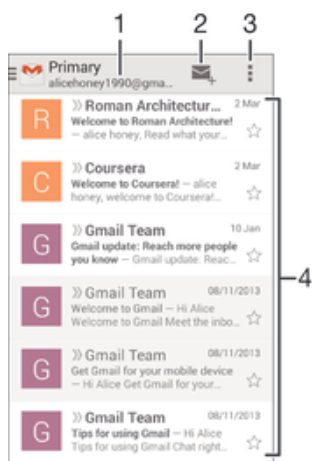 1 2 3
Primary
alicehoney1990@gma...
R
Roman Architectur... 2 Mar
Welcome to Roman Architecture!
— alice honey, Read what your...
C
Coursera 2 Mar
Welcome to Coursera! — alice
honey, welcome to Coursera!...
G
Gmail Team 10 Jan
Gmail update: Reach more people
you know — Gmail update: Reac...
4
G
Gmail Team 08/11/2013
Welcome to Gmail — Hi Alice
Welcome to Gmail Meet the inbo...
G
Gmail Team 08/11/2013
Get Gmail for your mobile device
— Hi Alice Get Gmail for your...
G
Gmail Team 08/11/2013
Tips for using Gmail — Hi Alice
Tips for using Gmail Chat right...